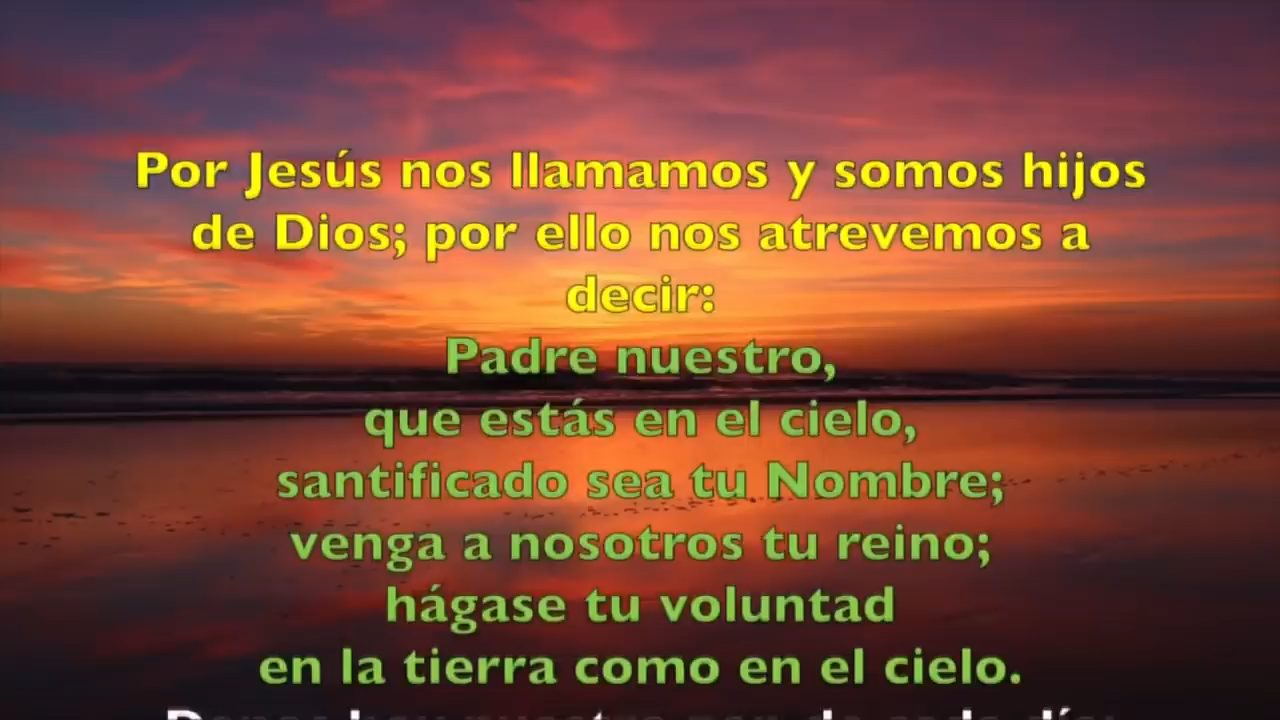 Por Jesús nos llamamos y somos hijos
de Dios; por ello nos atrevemos a
decir:
Padre nuestro,
que estás en el cielo,
santificado sea tu Nombre;
venga a nosotros tu reino;
hágase tu voluntad
en la tierra como en el cielo.